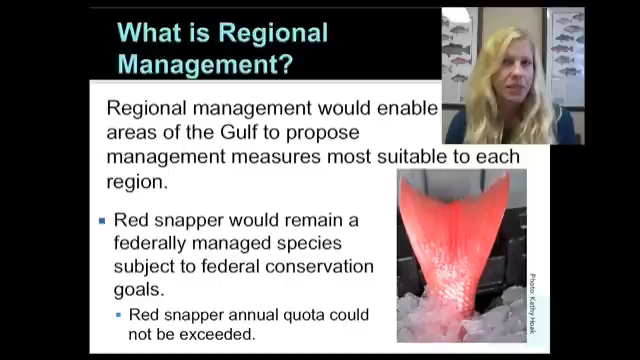 What is Regional
Management?
Regional management would enable
areas of the Gulf to propose
management measures most suitable to each
region.
Red snapper would remain a
federally managed species
subject to federal conservation
goals.
Red snapper annual quota could
not be exceeded.
Photo: Kathy Hoak